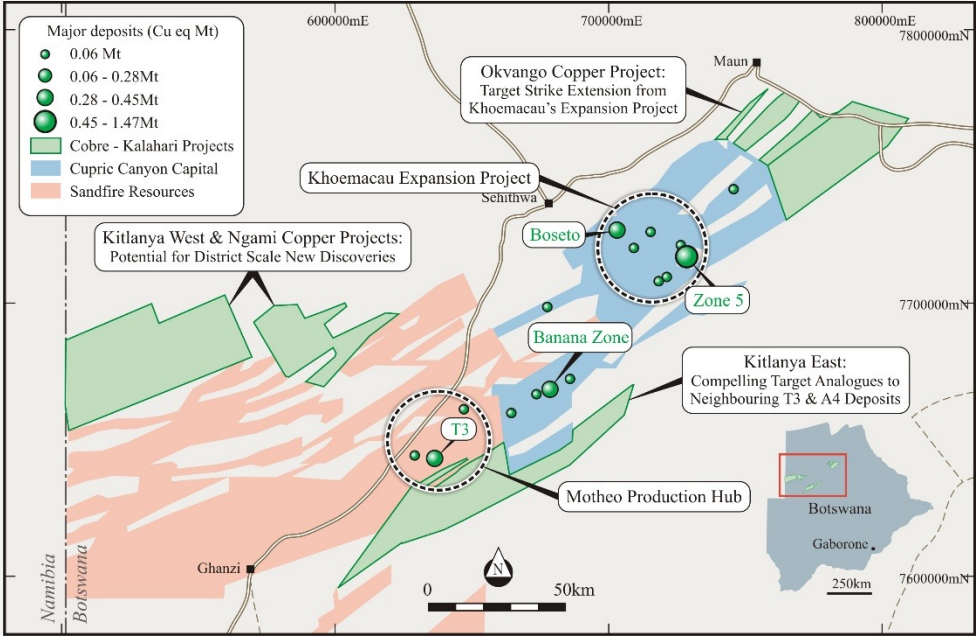 600000mE
700000mE
800000mE
7800000mN
Major deposits (Cu eq Mt)
0.06 Mt
0.06 - 0.28Mt
0.28 - 0.45Mt
0.45 - 1.47Mt
Cobre - Kalahari Projects
Cupric Canyon Capital
Sandfire Resources
Maun
Okvango Copper Project:
Target Strike Extension from
Khoemacau's Expansion Project
Khoemacau Expansion Project
Sehithwa
Kitlanya West & Ngami Copper Projects:
Potential for District Scale New Discoveries
Boseto
Zone 5
7700000mN
Banana Zone
Kitlanya East:
Compelling Target Analogues to
Neighbouring T3 & A4 Deposits
T3
Motheo Production Hub
Botswana
Gaborone
250km
Ghanzi
Namibia
Botswana
N
0
50km
7600000mN